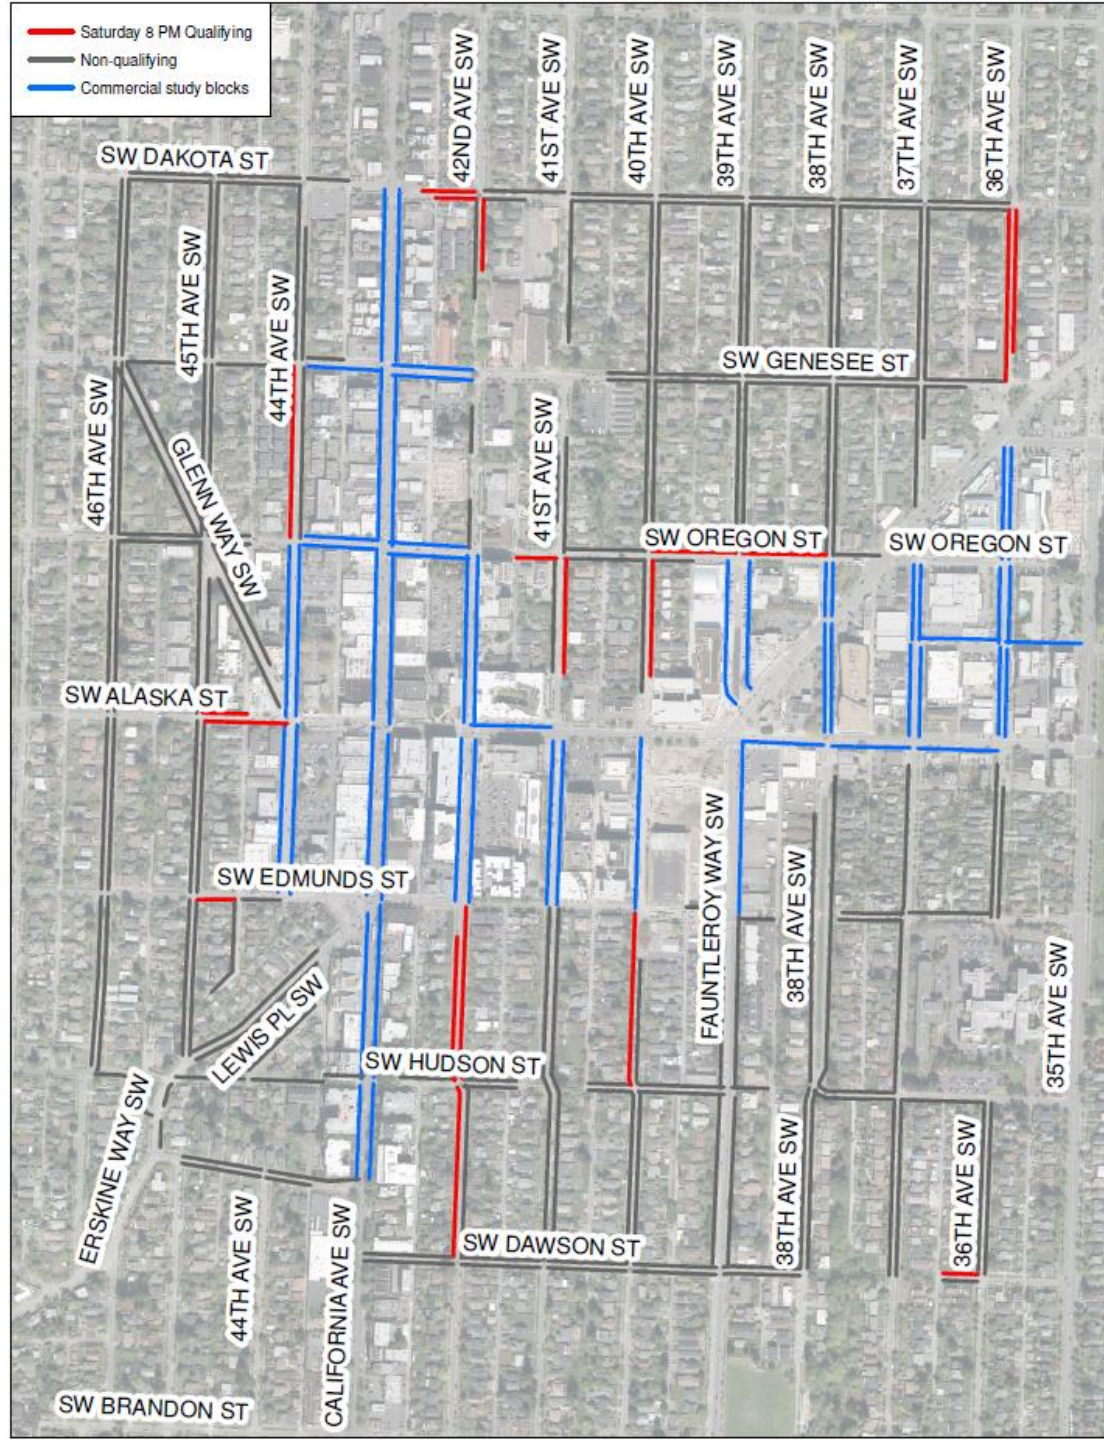 Saturday 8 PM Qualifying
Non-qualifying
Commercial study blocks
42ND AVE SW
41ST AVE SW
40TH AVE SW
39TH AVE SW
38TH AVE SW
37TH AVE SW
36TH AVE SW
SW DAKOTA ST
45TH AVE SW
44TH AVE SW
SW GENESEE ST
46TH AVE SW
GLENN WAY SW
41ST AVE SW
SW OREGON ST
SW OREGON ST
SW ALASKA ST
SW EDMUNDS ST
FAUNTLEROY WAY SW
38TH AVE SW
35TH AVE SW
LEWIS PL SW
SW HUDSON ST
ERSKINE WAY SW
38TH AVE SW
36TH AVE SW
44TH AVE SW
CALIFORNIA AVE SW
SW DAWSON ST
SW BRANDON ST